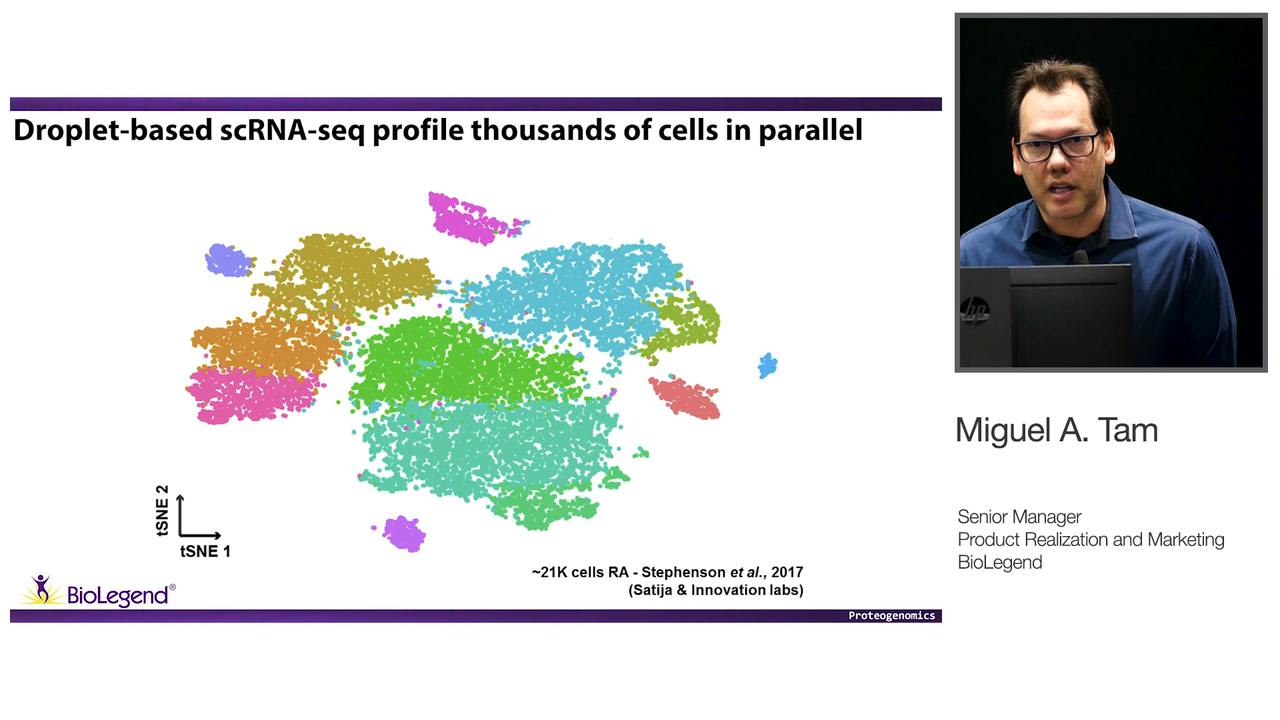 Droplet-based scRNA-seq profile thousands of cells in parallel
tSNE 2
tSNE 1
~21K cells RA - Stephenson et al., 2017
(Satija & Innovation labs)
BioLegend®
Proteogenomics
hp
Miguel A. Tam
Senior Manager
Product Realization and Marketing
BioLegend